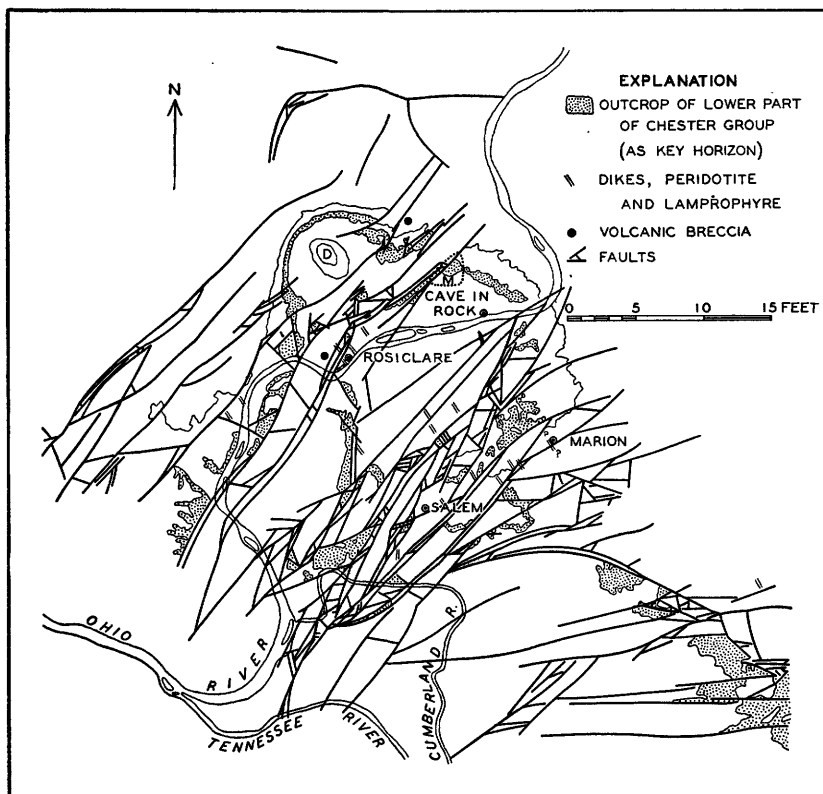 EXPLANATION
OUTCROP OF LOWER PART
OF CHESTER GROUP
(AS KEY HORIZON)
DIKES, PERIDOTITE
AND LAMPROPHYRE
VOLCANIC BRECCIA
FAULTS
0 5 10 15 FEET
N
D
M
CAVE IN
ROCK
ROSICLARE
MARION
SALEM
OHIO
RIVER
TENNESSEE
RIVER
CUMBERLAND
R.